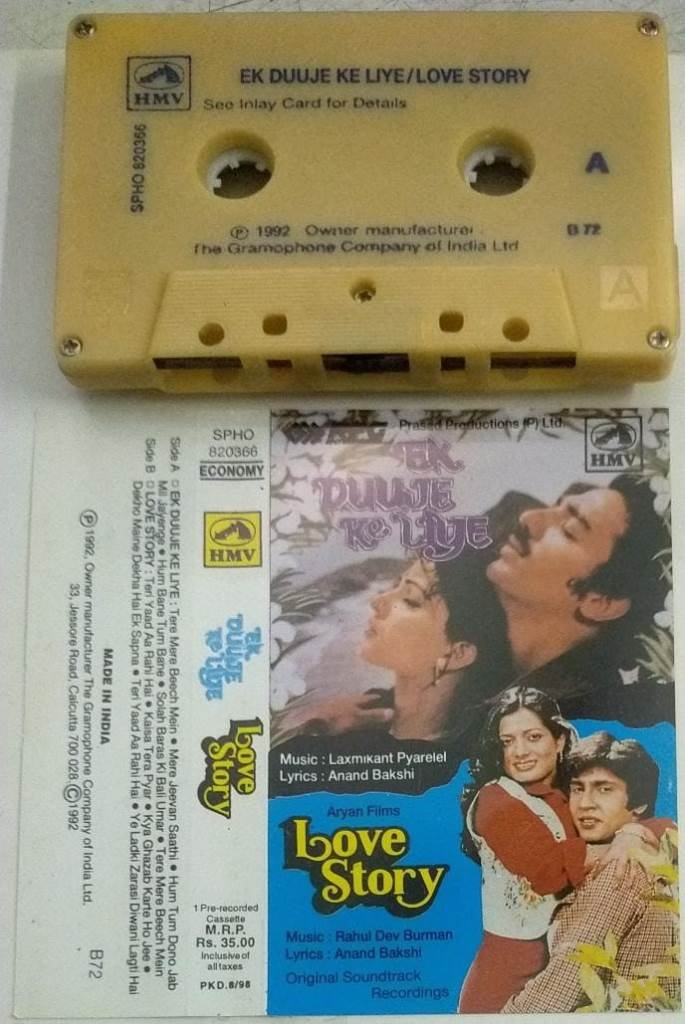 HMV
EK DUUJE KE LIYE/LOVE STORY
See Inlay Card for Details
SPHO 820366
A
℗ 1992 Owner manufacturer
The Gramophone Company of India Ltd
B 72
A
SPHO
820366
ECONOMY
HMV
EK
DUUJE
KE LIYE
Love
Story
1 Pre-recorded
Cassette
M.R.P.
Rs. 35.00
Inclusive of
all taxes
PKD.8/98
Side A EK DUUJE KE LIYE : Tere Mere Beech Mein • Mere Jeevan Saathi • Hum Tum Dono Jab
Mil Jayenge • Hum Bane Tum Bane • Solah Baras Ki Bali Umar • Tere Mere Beech Mein
Side B LOVE STORY : Teri Yaad Aa Rahi Hai • Kaisa Tera Pyar • Kya Ghazab Karte Ho Jee •
Dekho Maine Dekha Hai Ek Sapna • Teri Yaad Aa Rahi Hai • Ye Ladki Zarasi Diwani Lagti Hai
MADE IN INDIA
℗ 1992, Owner manufacturer The Gramophone Company of India Ltd.
33, Jessore Road, Calcutta 700 028 © 1992
B72
Prasad Productions (P) Ltd.
HMV
EK
DUUJE
KE LIYE
Music : Laxmikant Pyarelel
Lyrics : Anand Bakshi
Aryan Films
Love
Story
Music : Rahul Dev Burman
Lyrics : Anand Bakshi
Original Soundtrack
Recordings